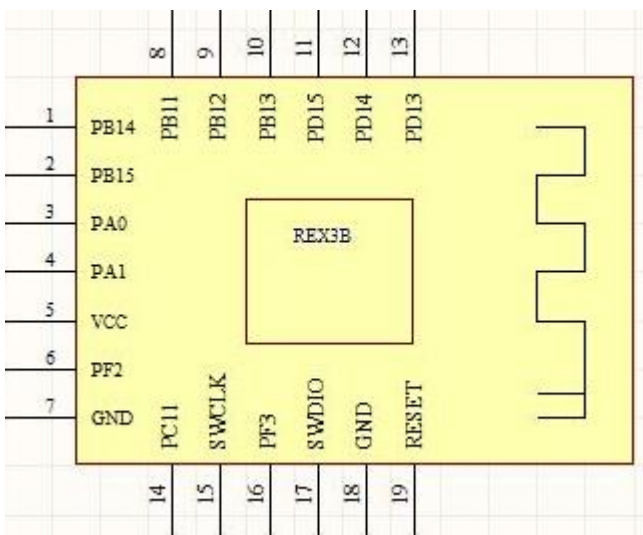 8 9 10 11 12 13
PB11 PB12 PB13 PD15 PD14 PD13
1 PB14
2 PB15
3 PA0
REX3B
4 PA1
5 VCC
6 PF2
7 GND
PC11 SWCLK PF3 SWDIO GND RESET
14 15 16 17 18 19